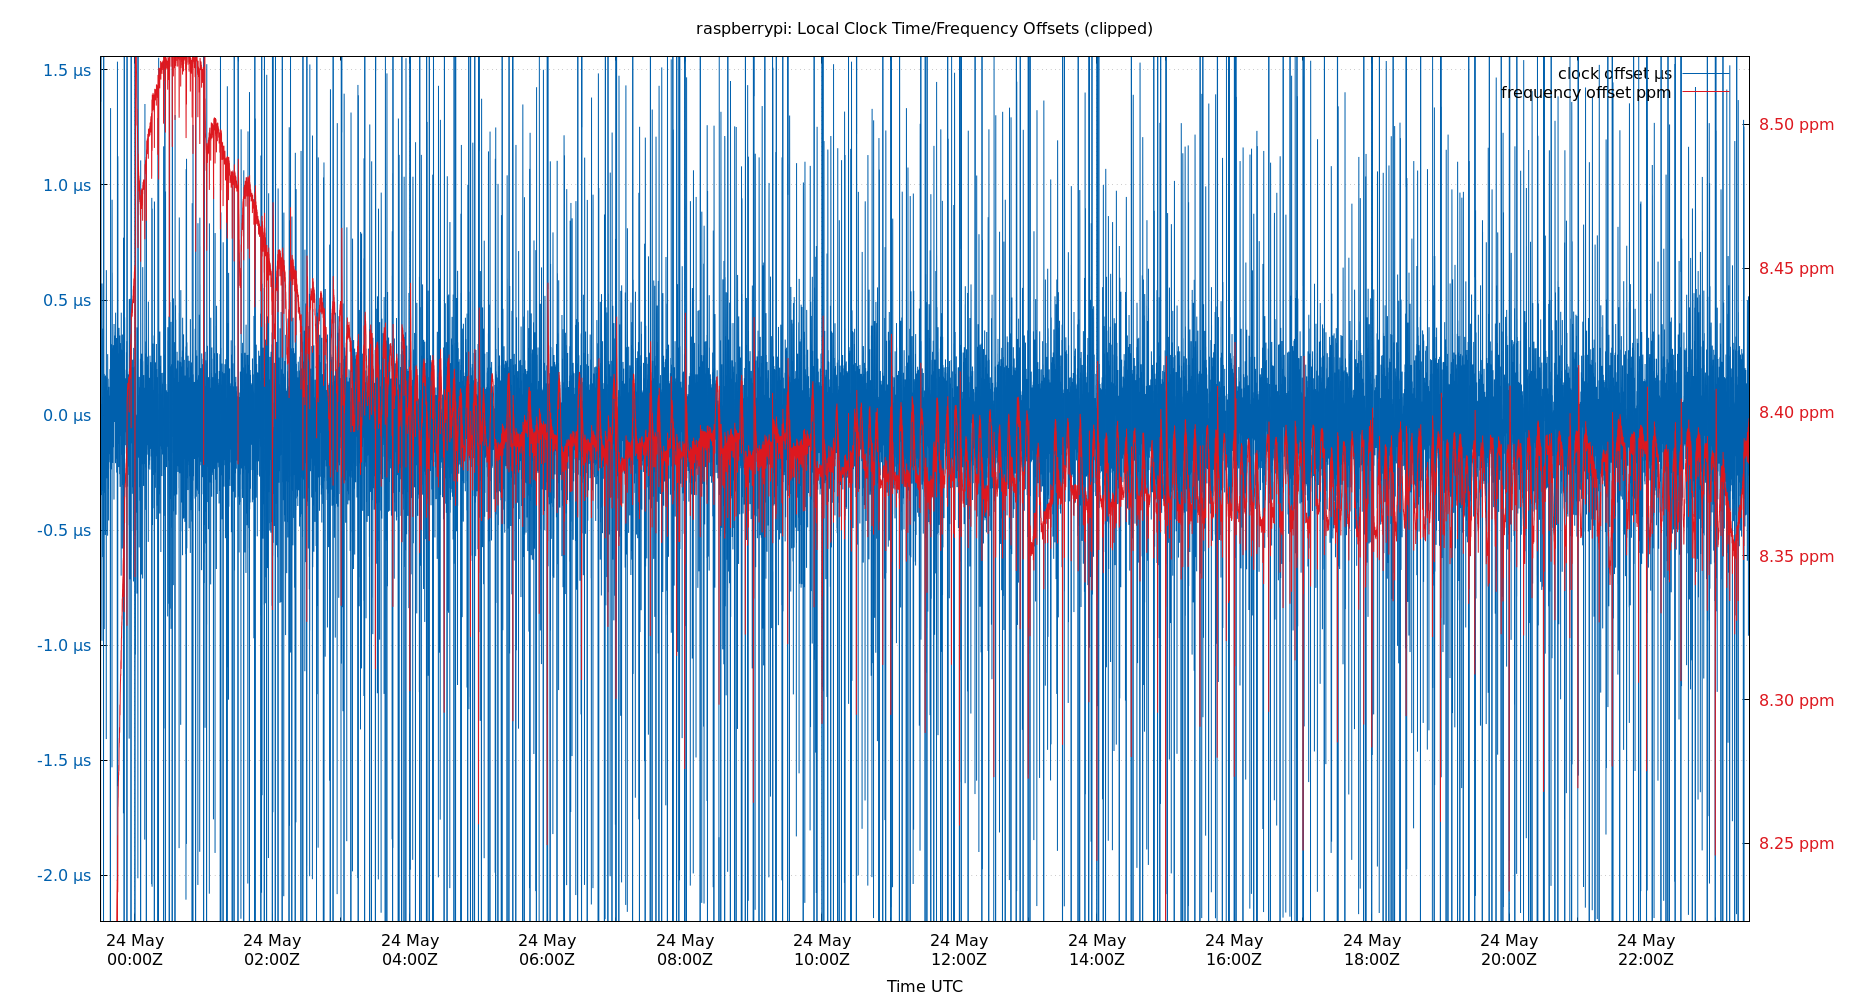 raspberrypi: Local Clock Time/Frequency Offsets (clipped)
clock offset µs
frequency offset ppm
1.5 µs
1.0 µs
0.5 µs
0.0 µs
-0.5 µs
-1.0 µs
-1.5 µs
-2.0 µs
8.50 ppm
8.45 ppm
8.40 ppm
8.35 ppm
8.30 ppm
8.25 ppm
24 May 24 May 24 May 24 May 24 May 24 May 24 May 24 May 24 May 24 May 24 May 24 May
00:00Z 02:00Z 04:00Z 06:00Z 08:00Z 10:00Z 12:00Z 14:00Z 16:00Z 18:00Z 20:00Z 22:00Z
Time UTC